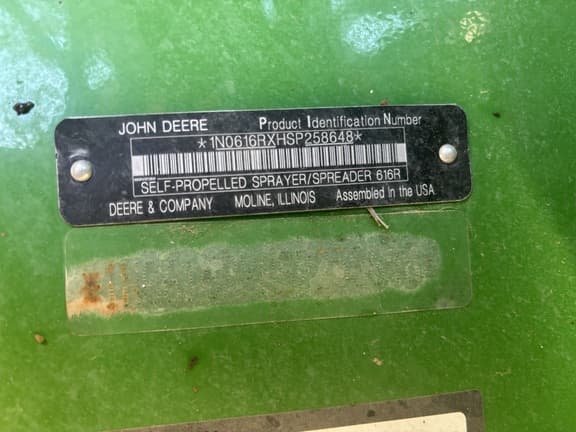 JOHN DEERE Product Identification Number
*1N0616RXHSP258648*
SELF-PROPELLED SPRAYER/SPREADER 616R
DEERE & COMPANY MOLINE, ILLINOIS Assembled in the USA